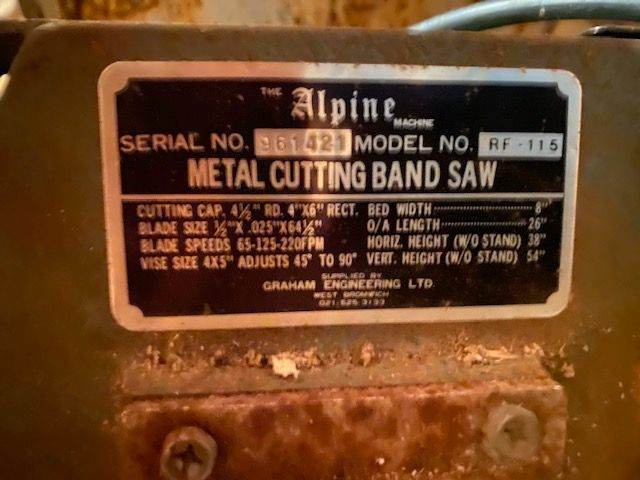 THE Alpine MACHINE
SERIAL NO. 961421 MODEL NO. RF-115
METAL CUTTING BAND SAW
CUTTING CAP. 4½" RD. 4"X6" RECT. BED WIDTH 8"
BLADE SIZE ½"X .025"X64½" O/A LENGTH 26"
BLADE SPEEDS 65-125-220FPM HORIZ. HEIGHT (W/O STAND) 38"
VISE SIZE 4X5" ADJUSTS 45° TO 90° VERT. HEIGHT (W/O STAND) 54"
SUPPLIED BY
GRAHAM ENGINEERING LTD.
WEST BROMWICH
021.525.3133